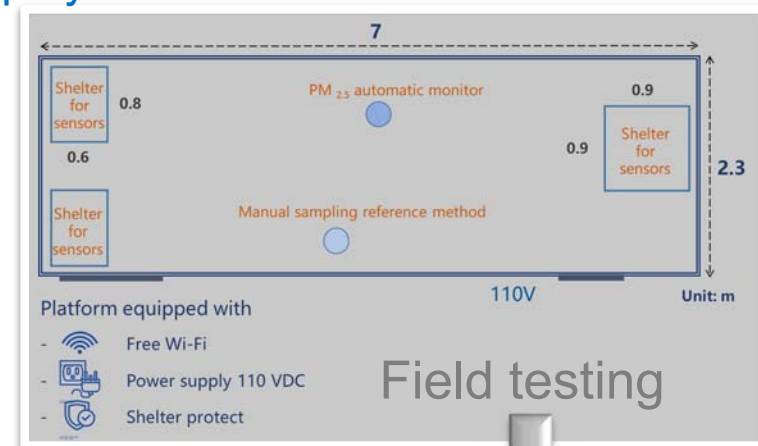 7
Shelter
for
sensors
0.8
PM 2.5 automatic monitor
0.9
0.9
Shelter
for
sensors
2.3
0.6
Shelter
for
sensors
Manual sampling reference method
110V
Unit: m
Platform equipped with
- Free Wi-Fi
- Power supply 110 VDC
- Shelter protect
Field testing